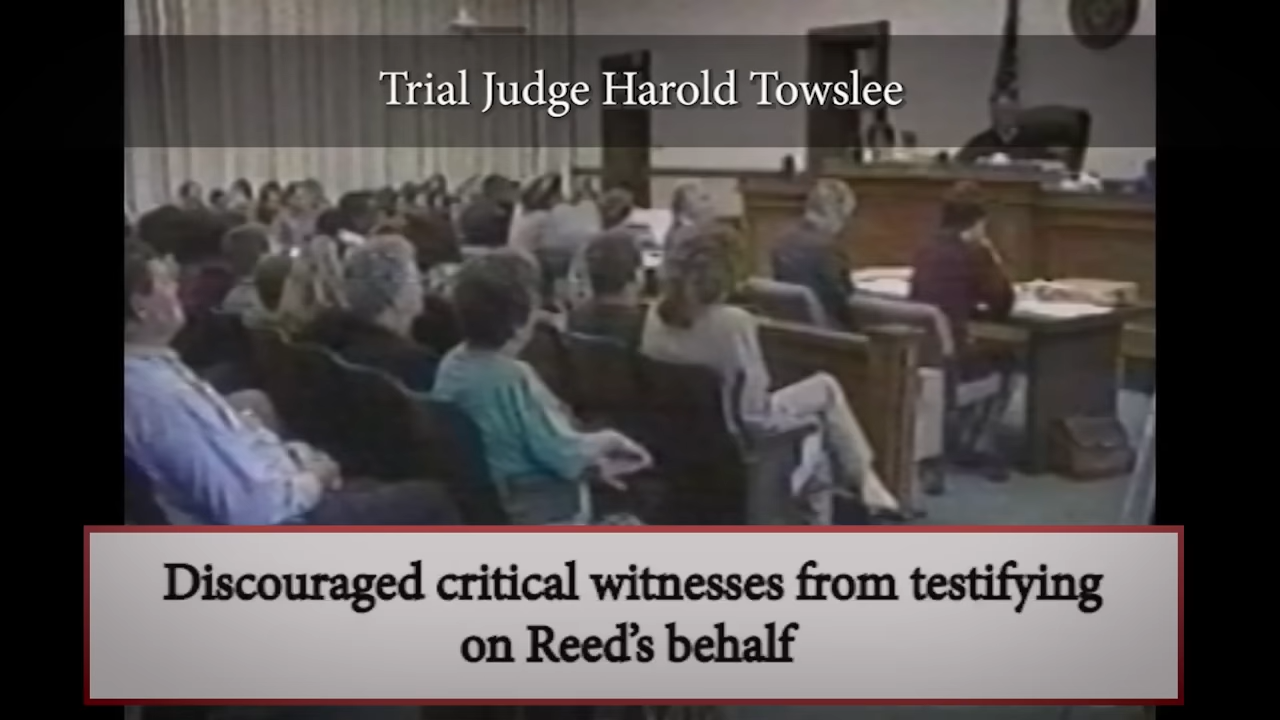 Trial Judge Harold Towslee
Discouraged critical witnesses from testifying
on Reed's behalf